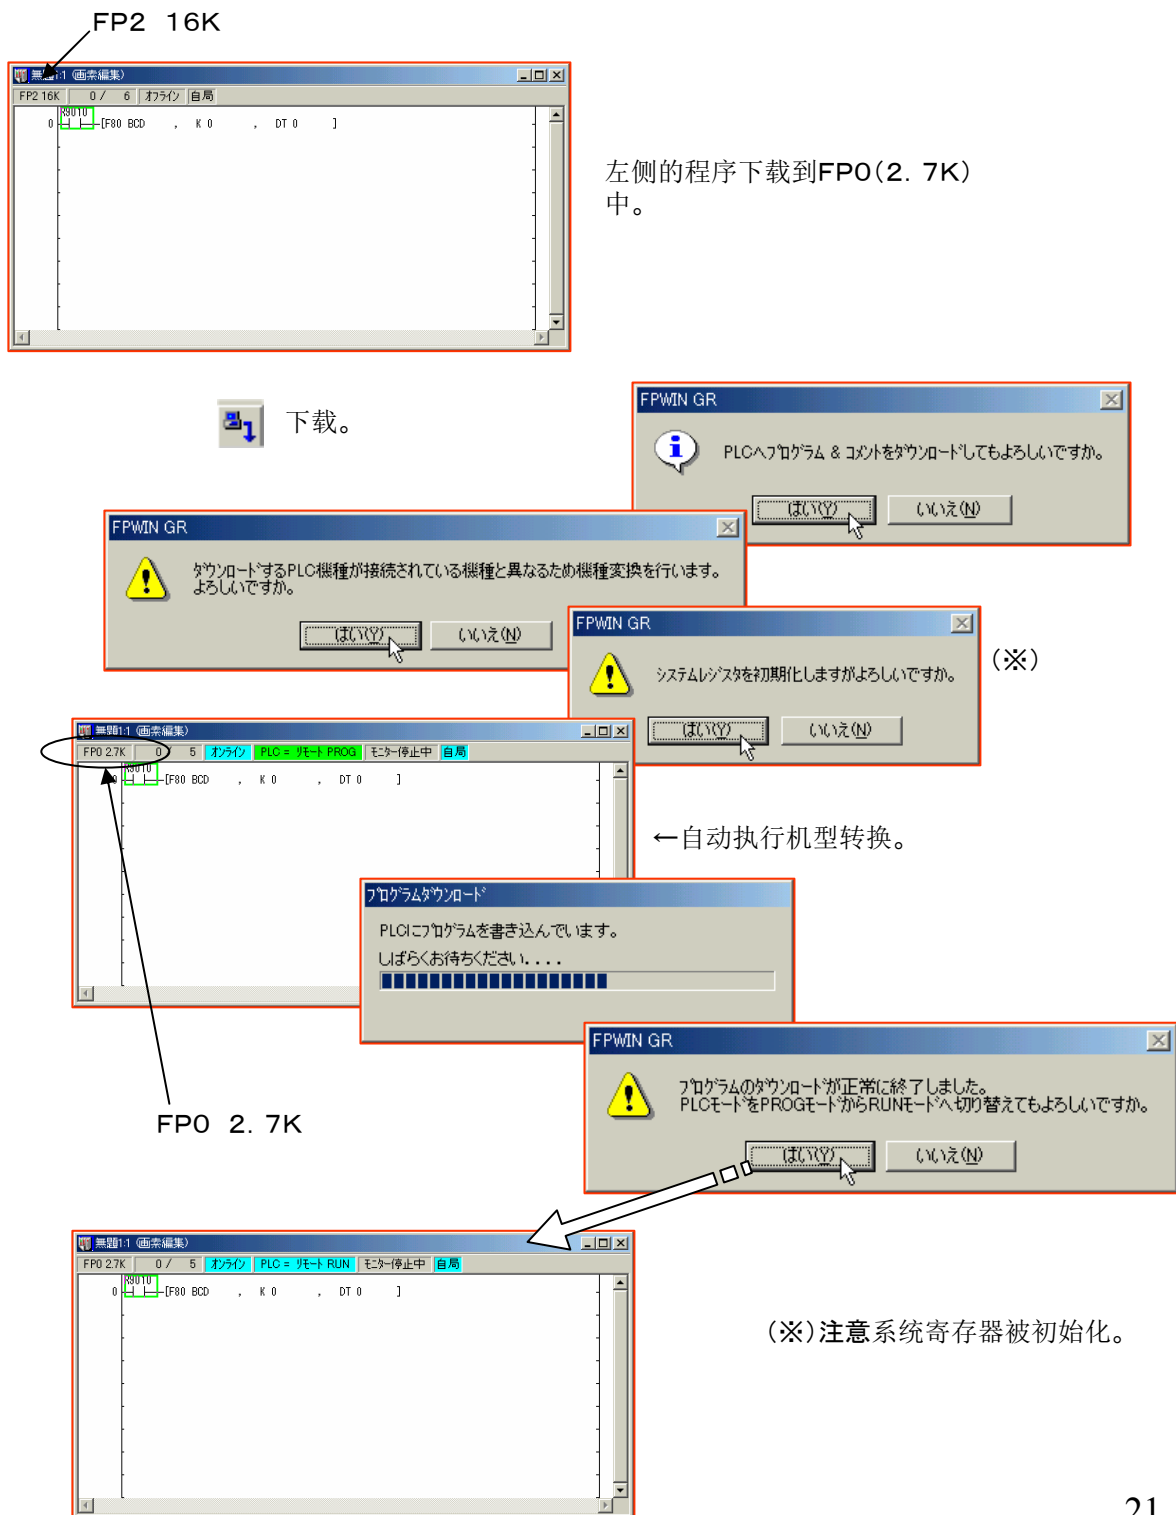 FP2 16K
無題1:1 (画素編集)
FP2 16K 0 / 6 オフライン 自局
R9010
0 [F80 BCD , K 0 , DT 0 ]
左侧的程序下载到FP0(2. 7K)
中。
下载。
FPWIN GR
PLCへプログラム & コメントをダウンロードしてもよろしいですか。
はい(Y) いいえ(N)
FPWIN GR
ダウンロードするPLC機種が接続されている機種と異なるため機種変換を行います。
よろしいですか。
はい(Y) いいえ(N)
FPWIN GR
システムレジスタを初期化しますがよろしいですか。
はい(Y) いいえ(N)
(※)
無題1:1 (画素編集)
FP0 2.7K 0 / 5 オンライン PLC = リモート PROG モニター停止中 自局
R9010
0 [F80 BCD , K 0 , DT 0 ]
←自动执行机型转换。
プログラムダウンロード
PLCにプログラムを書き込んでいます。
しばらくお待ちください....
FPWIN GR
プログラムのダウンロードが正常に終了しました。
PLCモードをPROGモードからRUNモードへ切り替えてもよろしいですか。
はい(Y) いいえ(N)
FP0 2. 7K
無題1:1 (画素編集)
FP0 2.7K 0 / 5 オンライン PLC = リモート RUN モニター停止中 自局
R9010
0 [F80 BCD , K 0 , DT 0 ]
(※)注意系统寄存器被初始化。
21